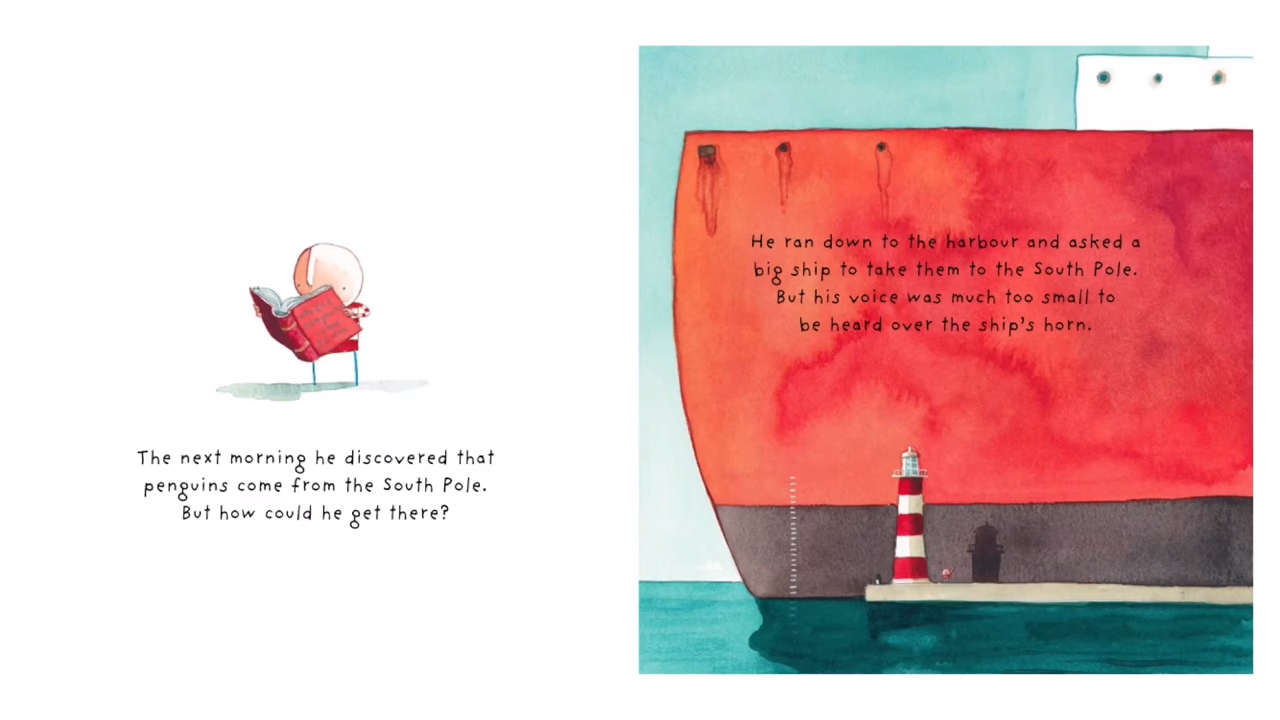 The next morning he discovered that
penguins come from the South Pole.
But how could he get there?
He ran down to the harbour and asked a
big ship to take them to the South Pole.
But his voice was much too small to
be heard over the ship's horn.